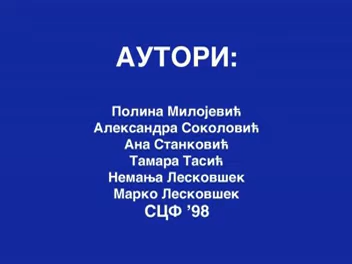 АУТОРИ:
Полина Милојевић
Александра Соколовић
Ана Станковић
Тамара Тасић
Немања Лесковшек
Марко Лесковшек
СЦФ ’98